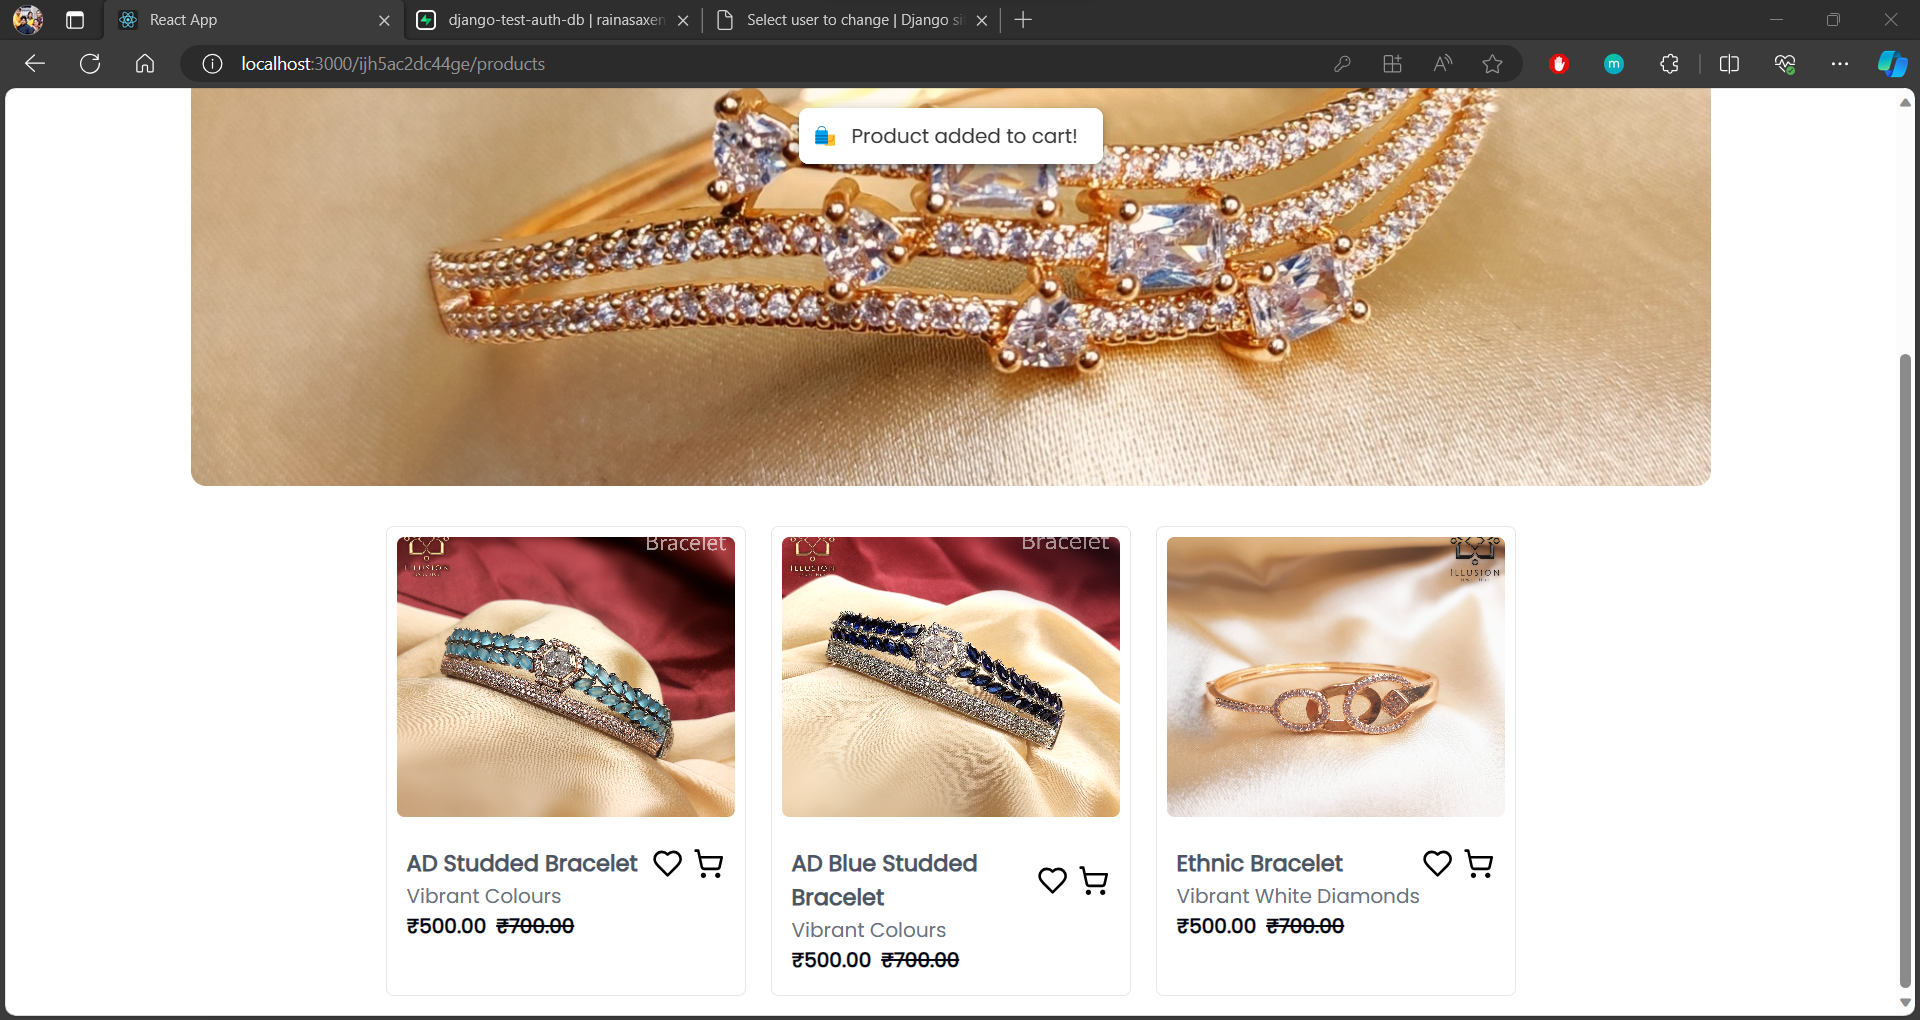 React App
django-test-auth-db | rainasaxen
Select user to change | Django si
localhost:3000/ijh5ac2dc44ge/products
m
Product added to cart!
Bracelet
ILLUSION
Bracelet
ILLUSION
ILLUSION
AD Studded Bracelet
Vibrant Colours
₹500.00 ₹700.00
AD Blue Studded
Bracelet
Vibrant Colours
₹500.00 ₹700.00
Ethnic Bracelet
Vibrant White Diamonds
₹500.00 ₹700.00